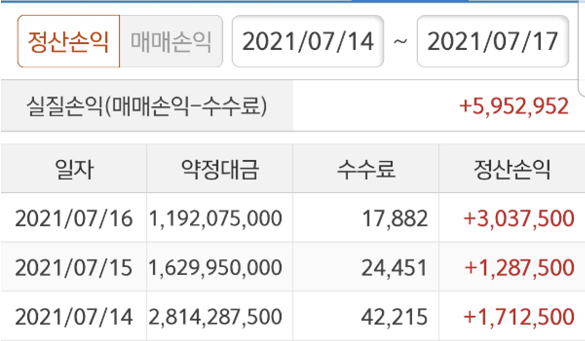 정산손익 매매손익 2021/07/14 ~ 2021/07/17
실질손익(매매손익-수수료) +5,952,952
일자 약정대금 수수료 정산손익
2021/07/16 1,192,075,000 17,882 +3,037,500
2021/07/15 1,629,950,000 24,451 +1,287,500
2021/07/14 2,814,287,500 42,215 +1,712,500